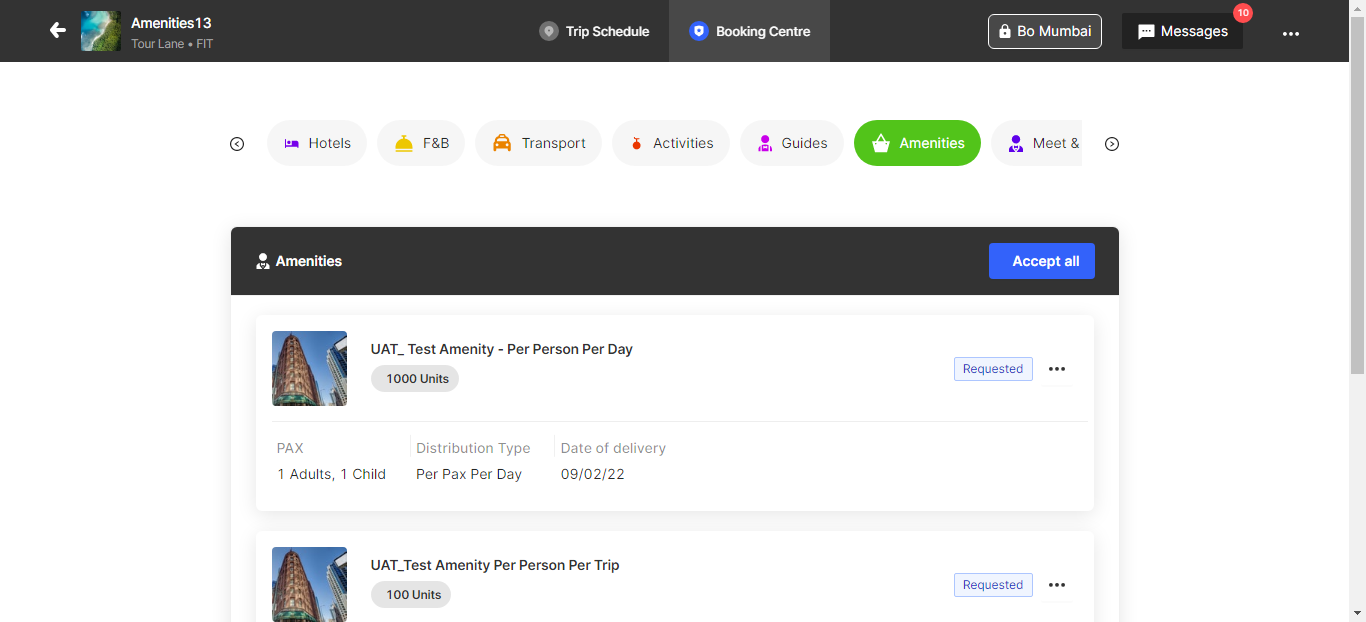 Amenities13
Tour Lane • FIT
Trip Schedule
Booking Centre
Bo Mumbai
Messages
10
Hotels
F&B
Transport
Activities
Guides
Amenities
Meet &
Amenities
Accept all
UAT_ Test Amenity - Per Person Per Day
1000 Units
Requested
PAX
Distribution Type
Date of delivery
1 Adults, 1 Child
Per Pax Per Day
09/02/22
UAT_Test Amenity Per Person Per Trip
100 Units
Requested